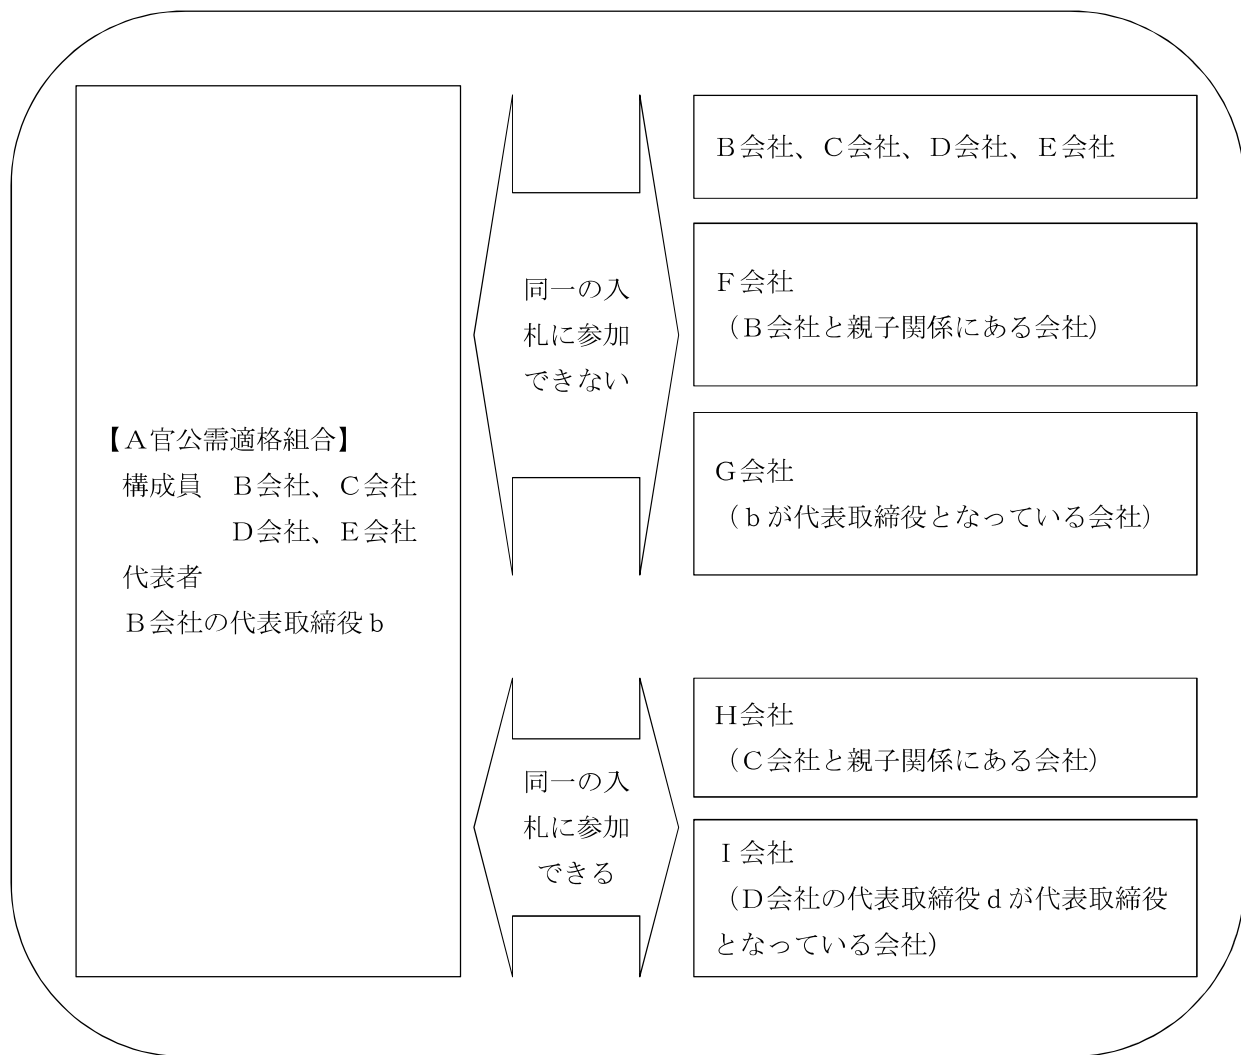 【Ａ官公需適格組合】
構成員　Ｂ会社、Ｃ会社
Ｄ会社、Ｅ会社
代表者
Ｂ会社の代表取締役ｂ
同一の入
札に参加
できない
Ｂ会社、Ｃ会社、Ｄ会社、Ｅ会社
Ｆ会社
（Ｂ会社と親子関係にある会社）
Ｇ会社
（ｂが代表取締役となっている会社）
同一の入
札に参加
できる
Ｈ会社
（Ｃ会社と親子関係にある会社）
Ｉ会社
（Ｄ会社の代表取締役ｄが代表取締役
となっている会社）